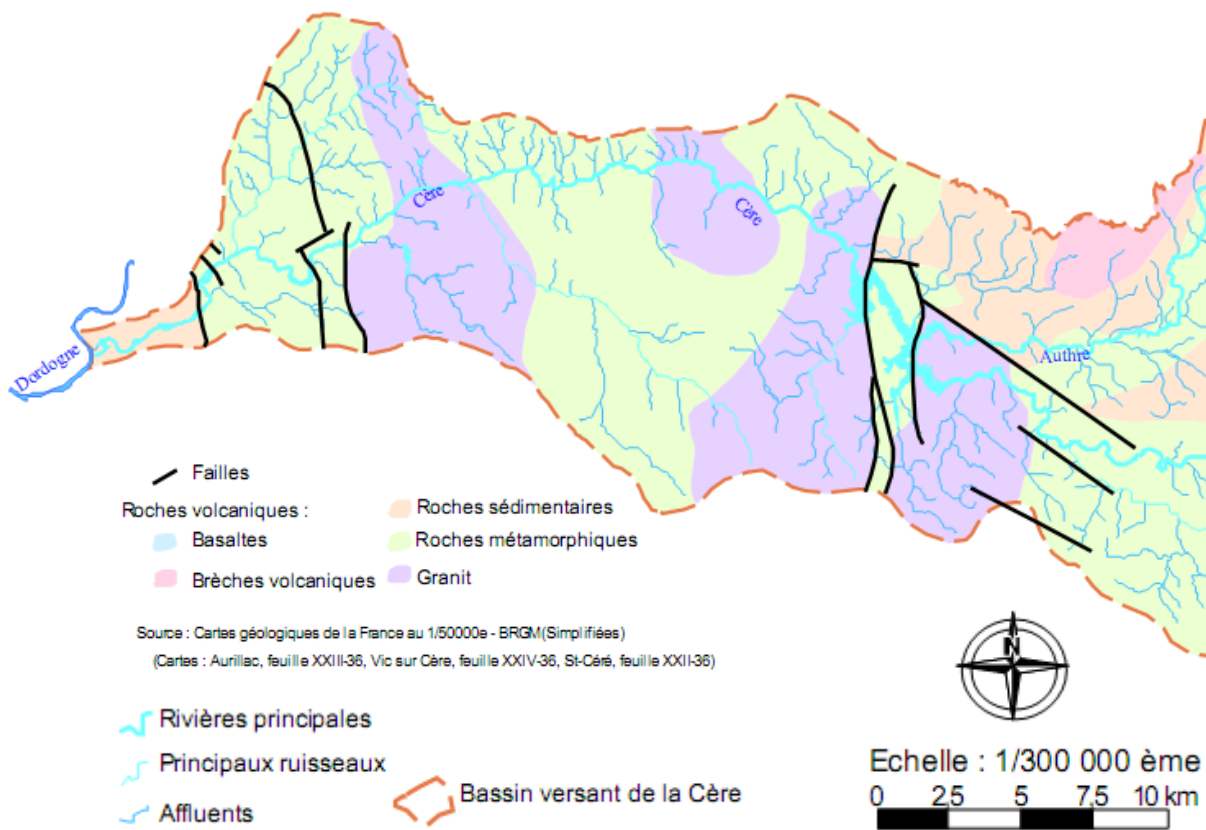 Cère
Cère
Dordogne
Authre
Failles
Roches volcaniques :
Basaltes
Brèches volcaniques
Roches sédimentaires
Roches métamorphiques
Granit
Source : Cartes géologiques de la France au 1/50000e - BRGM(Simplifiées)
(Cartes : Aurillac, feuille XXIII-36, Vic sur Cère, feuille XXIV-36, St-Céré, feuille XXII-36)
Rivières principales
Principaux ruisseaux
Affluents
Bassin versant de la Cère
N
Echelle : 1/300 000 ème
0 2,5 5 7,5 10 km